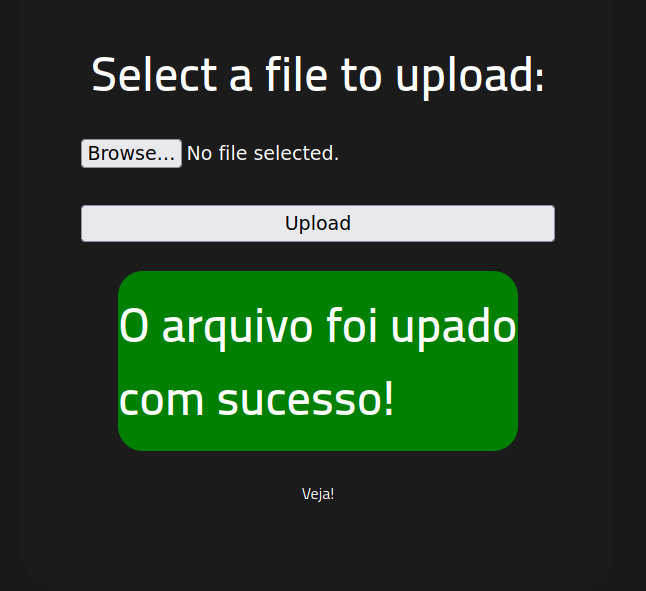 Select a file to upload:
Browse... No file selected.
Upload
O arquivo foi upado
com sucesso!
Veja!